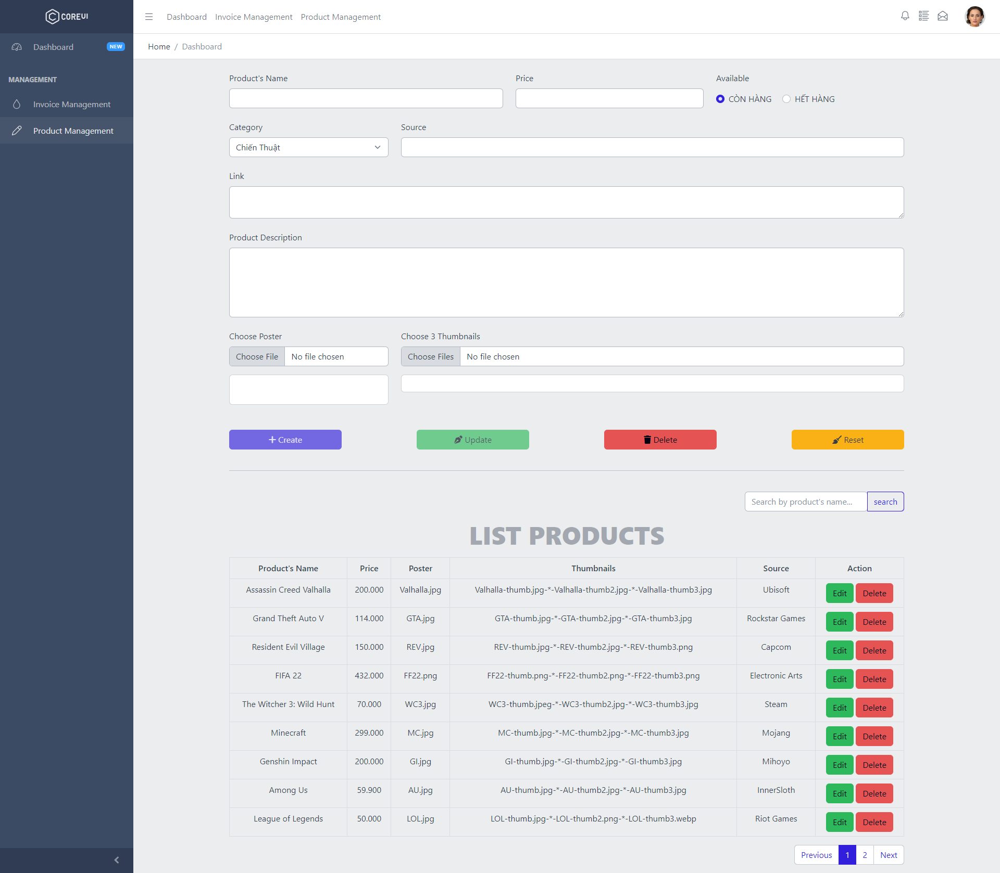 COREUI
Dashboard Invoice Management Product Management
Dashboard NEW
Home / Dashboard
MANAGEMENT
Invoice Management
Product Management
Product's Name Price Available
CÒN HÀNG HẾT HÀNG
Category Source
Chiến Thuật
Link
Product Description
Choose Poster Choose 3 Thumbnails
Choose File No file chosen Choose Files No file chosen
Create Update Delete Reset
Search by product's name... search
LIST PRODUCTS
Product's Name Price Poster Thumbnails Source Action
Assassin Creed Valhalla 200.000 Valhalla.jpg Valhalla-thumb.jpg-*-Valhalla-thumb2.jpg-*-Valhalla-thumb3.jpg Ubisoft Edit Delete
Grand Theft Auto V 114.000 GTA.jpg GTA-thumb.jpg-*-GTA-thumb2.jpg-*-GTA-thumb3.jpg Rockstar Games Edit Delete
Resident Evil Village 150.000 REV.jpg REV-thumb.jpg-*-REV-thumb2.jpg-*-REV-thumb3.png Capcom Edit Delete
FIFA 22 432.000 FF22.png FF22-thumb.png-*-FF22-thumb2.png-*-FF22-thumb3.png Electronic Arts Edit Delete
The Witcher 3: Wild Hunt 70.000 WC3.jpg WC3-thumb.jpeg-*-WC3-thumb2.jpg-*-WC3-thumb3.jpg Steam Edit Delete
Minecraft 299.000 MC.jpg MC-thumb.jpg-*-MC-thumb2.jpg-*-MC-thumb3.jpg Mojang Edit Delete
Genshin Impact 200.000 GI.jpg GI-thumb.jpg-*-GI-thumb2.jpg-*-GI-thumb3.jpg Mihoyo Edit Delete
Among Us 59.900 AU.jpg AU-thumb.jpg-*-AU-thumb2.jpg-*-AU-thumb3.jpg InnerSloth Edit Delete
League of Legends 50.000 LOL.jpg LOL-thumb.jpg-*-LOL-thumb2.png-*-LOL-thumb3.webp Riot Games Edit Delete
Previous 1 2 Next